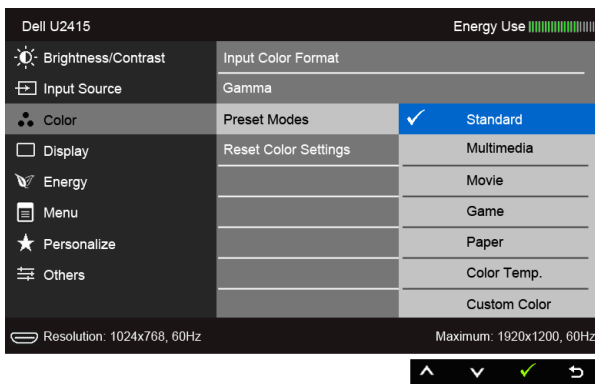 Dell U2415 Energy Use
Brightness/Contrast Input Color Format
Input Source Gamma
Color Preset Modes Standard
Display Reset Color Settings Multimedia
Energy Movie
Menu Game
Personalize Paper
Others Color Temp.
Custom Color
Resolution: 1024x768, 60Hz Maximum: 1920x1200, 60Hz